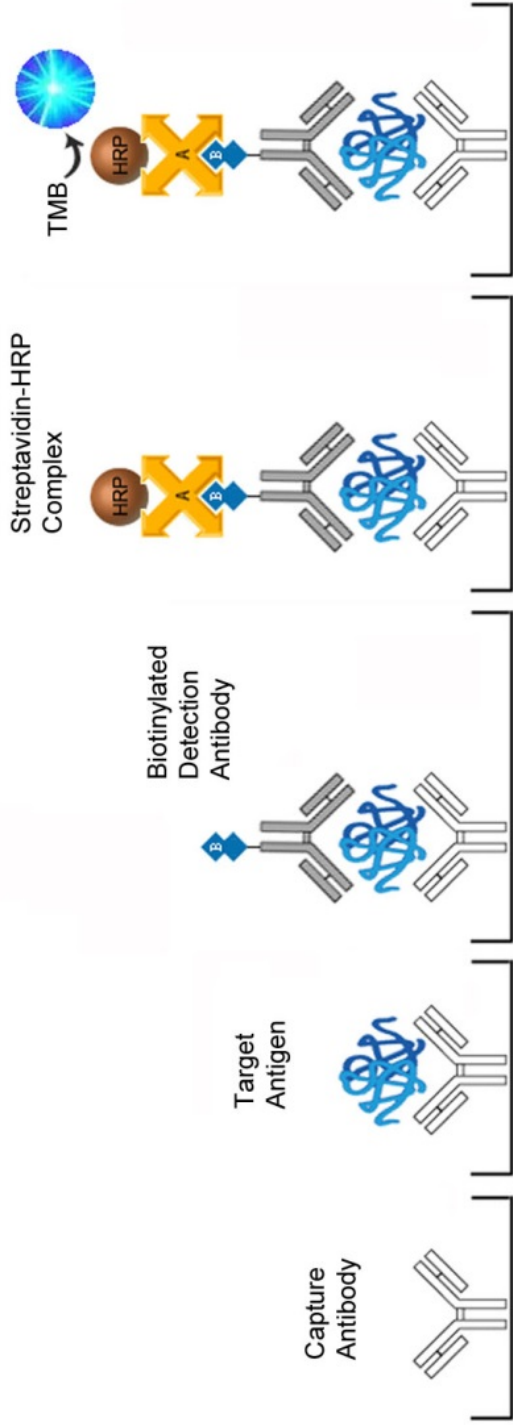 Capture
Antibody
Target
Antigen
Biotinylated
Detection
Antibody
B
Streptavidin-HRP
Complex
HRP
A
B
TMB
HRP
A
B